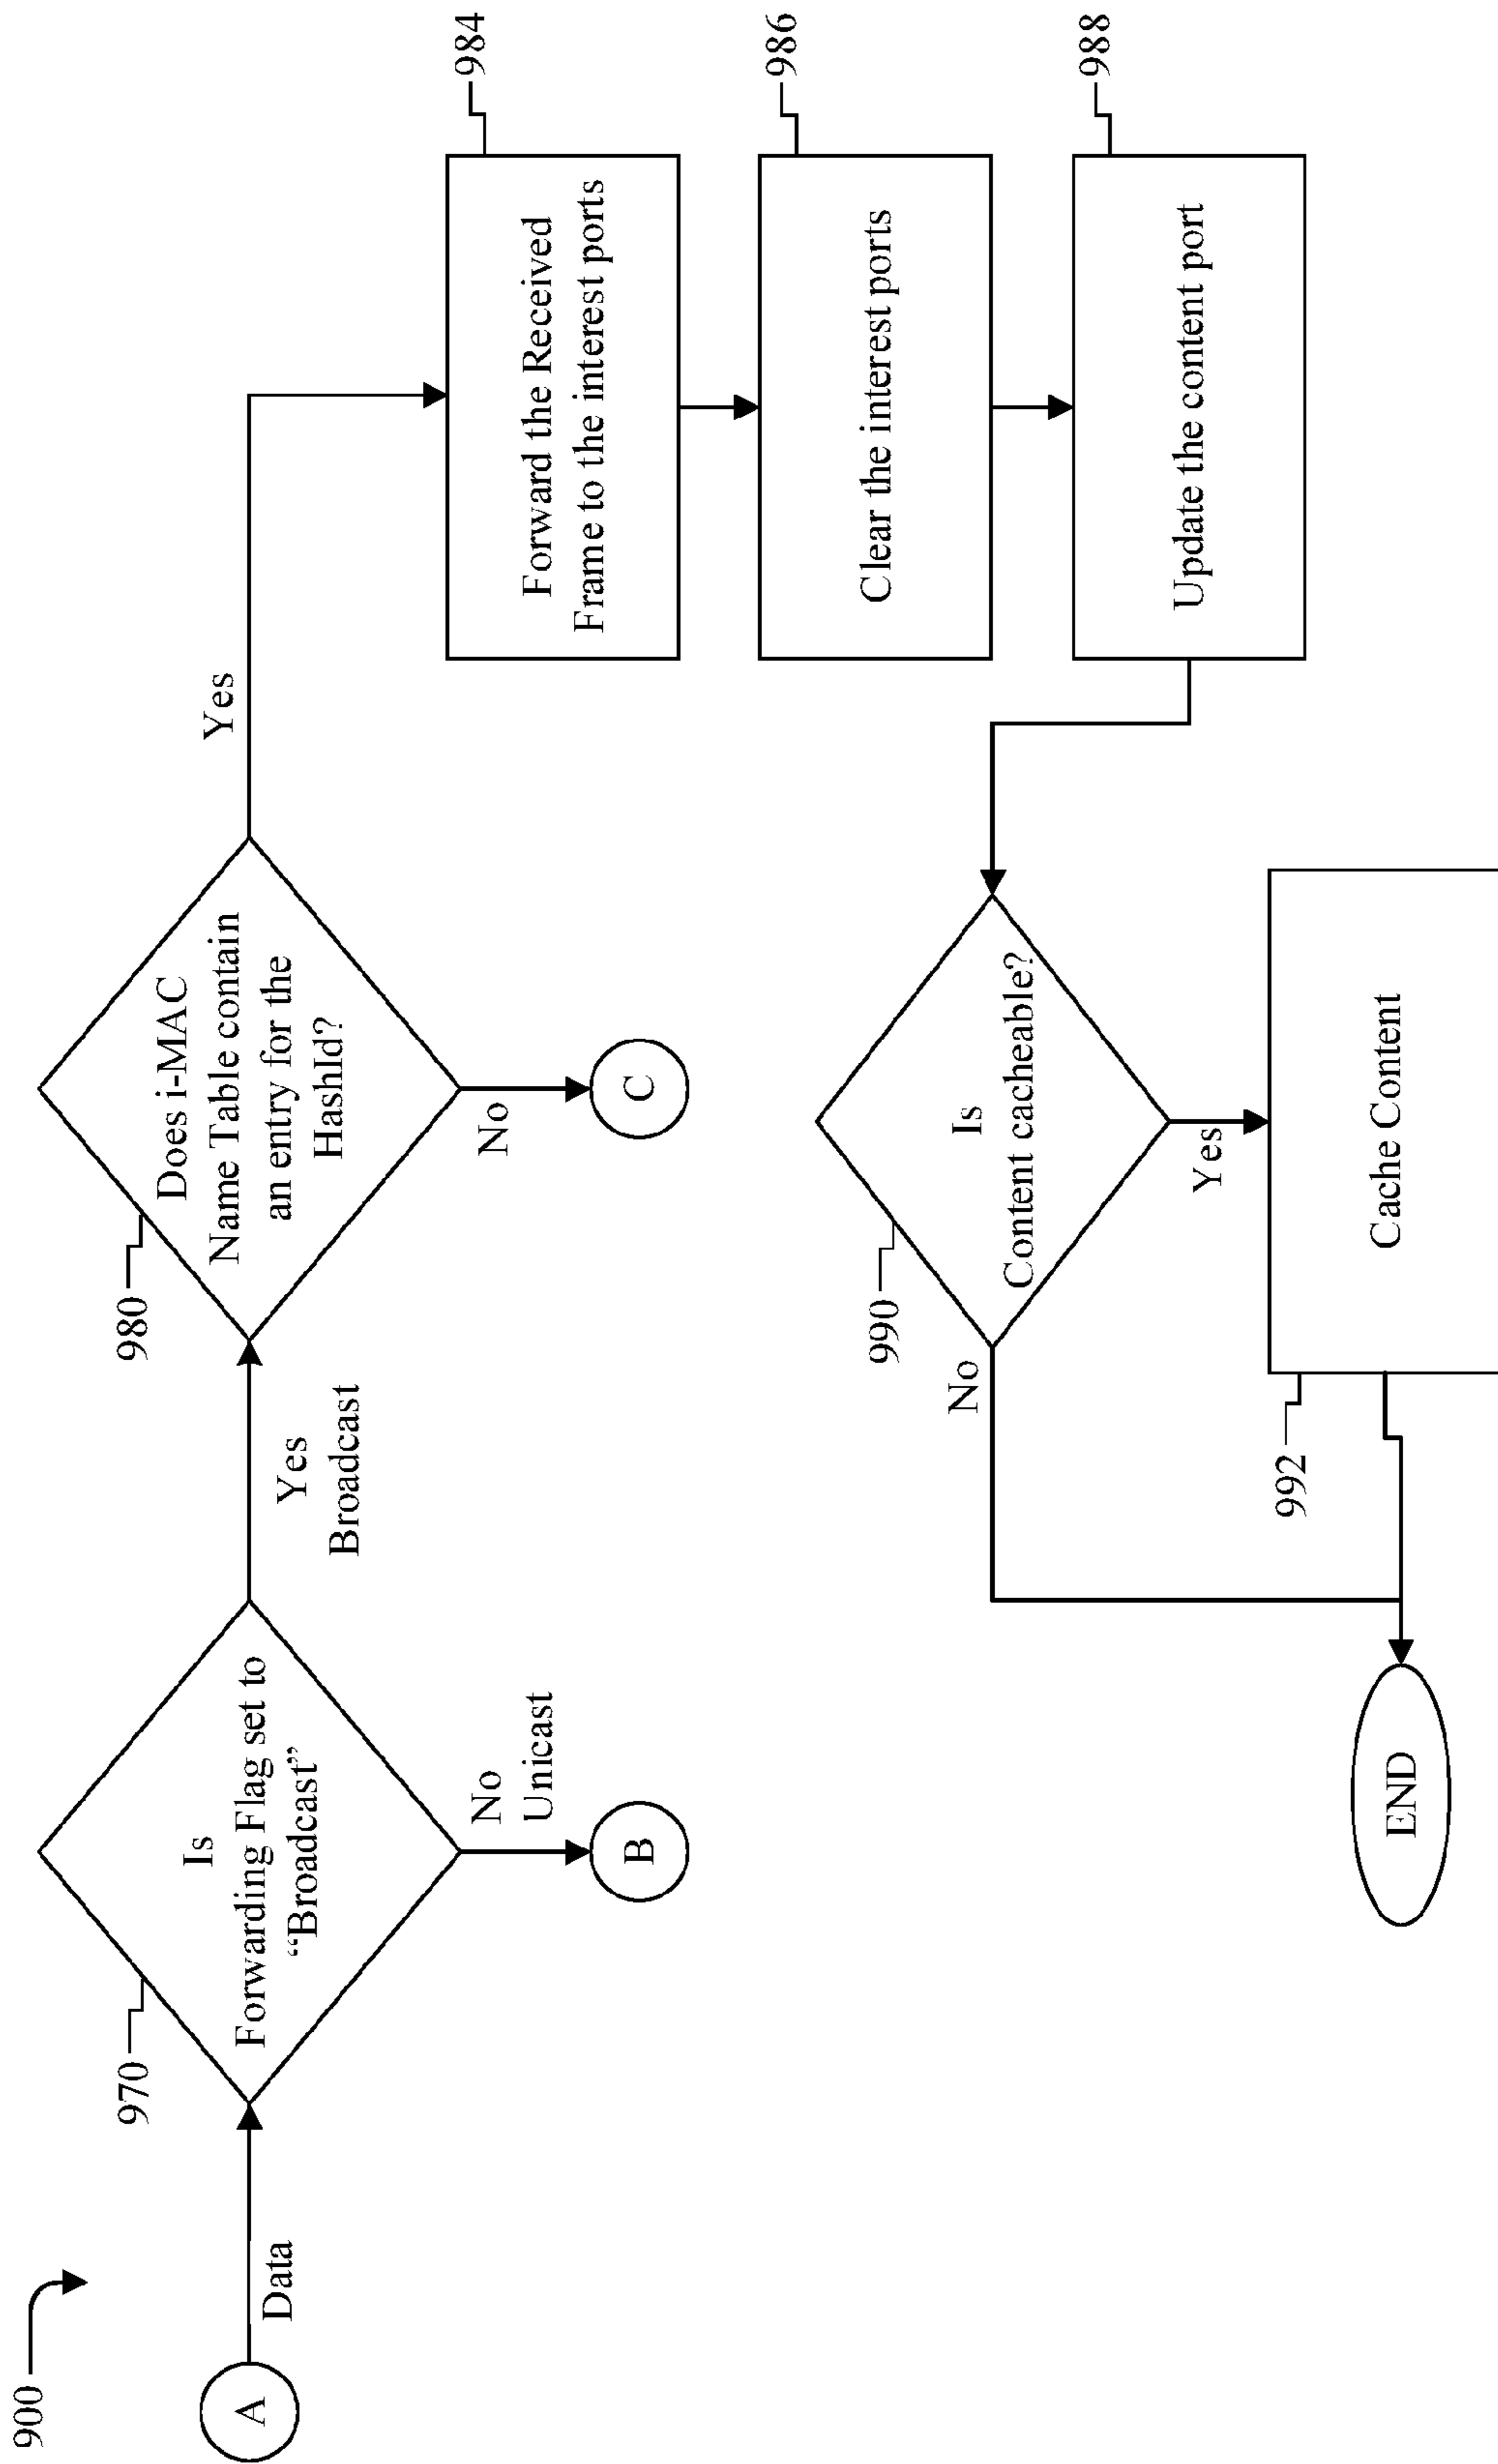 900
A
Data
970
Is
Forwarding Flag set to
“Broadcast”
No
Unicast
B
Yes
Broadcast
980
Does i-MAC
Name Table contain
an entry for the
HashId?
No
C
Yes
Forward the Received
Frame to the interest ports
984
Clear the interest ports
986
Update the content port
988
990
Is
Content cacheable?
No
Yes
992
Cache Content
END